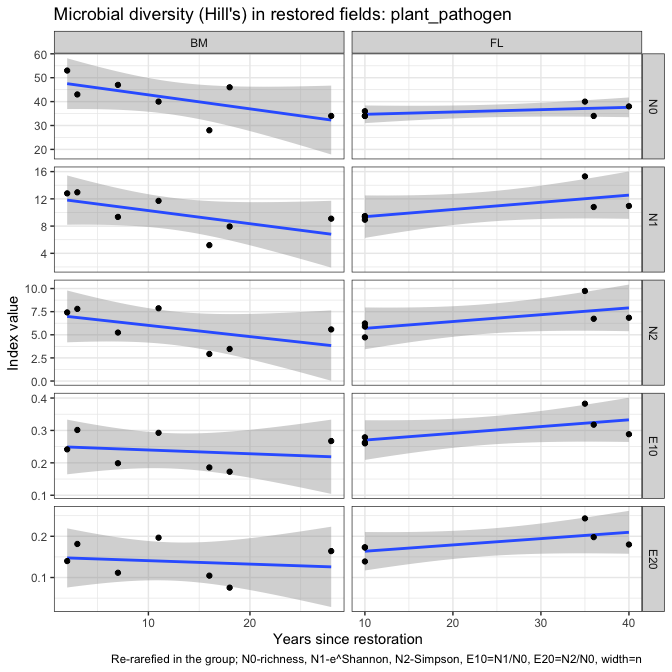 Microbial diversity (Hill's) in restored fields: plant_pathogen
BM
FL
60
50
40
30
20
N0
16
12
8
4
N1
10.0
7.5
5.0
2.5
0.0
N2
0.4
0.3
0.2
0.1
E10
0.2
0.1
E20
Index value
10
20
10
20
30
40
Years since restoration
Re-rarefied in the group; N0-richness, N1-e^Shannon, N2-Simpson, E10=N1/N0, E20=N2/N0, width=n